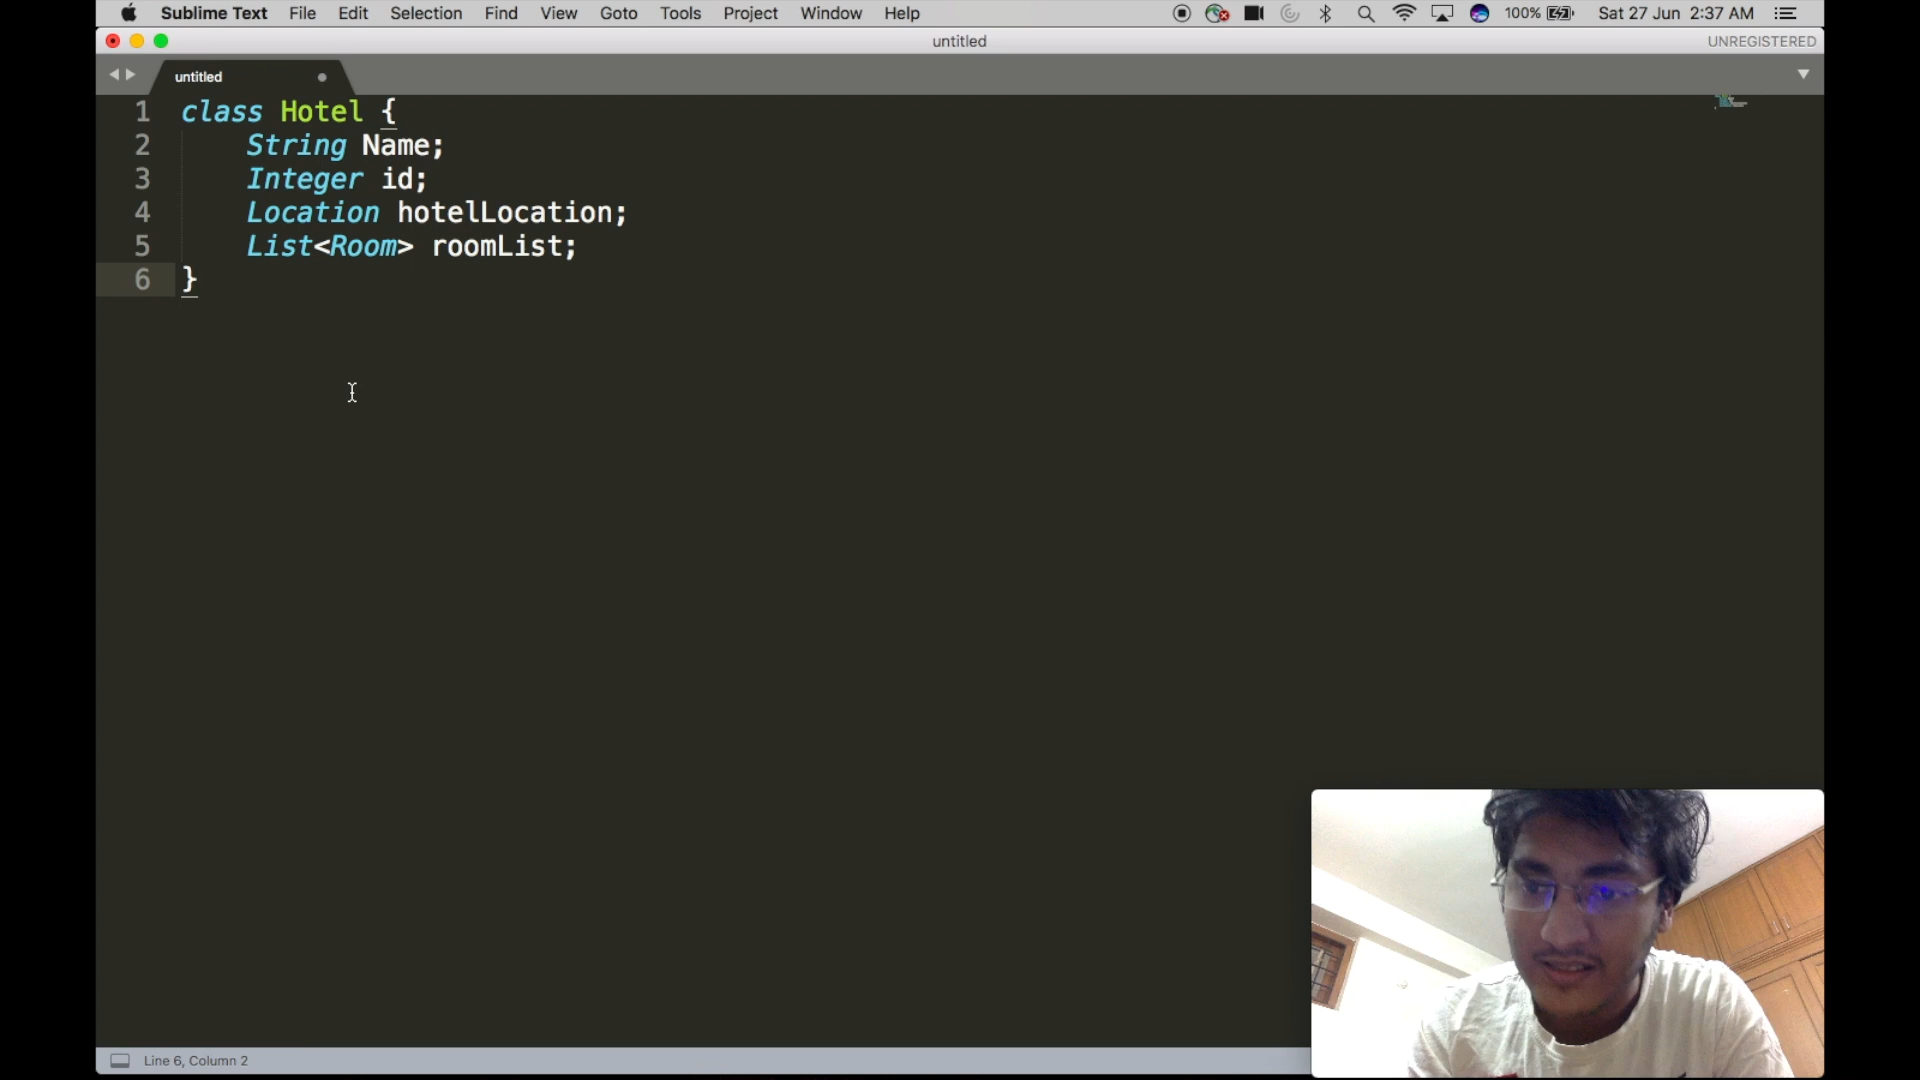 Sublime Text File Edit Selection Find View Goto Tools Project Window Help 100% Sat 27 Jun 2:37 AM
untitled UNREGISTERED
untitled
1 class Hotel {
2 String Name;
3 Integer id;
4 Location hotelLocation;
5 List<Room> roomList;
6 }
Line 6, Column 2